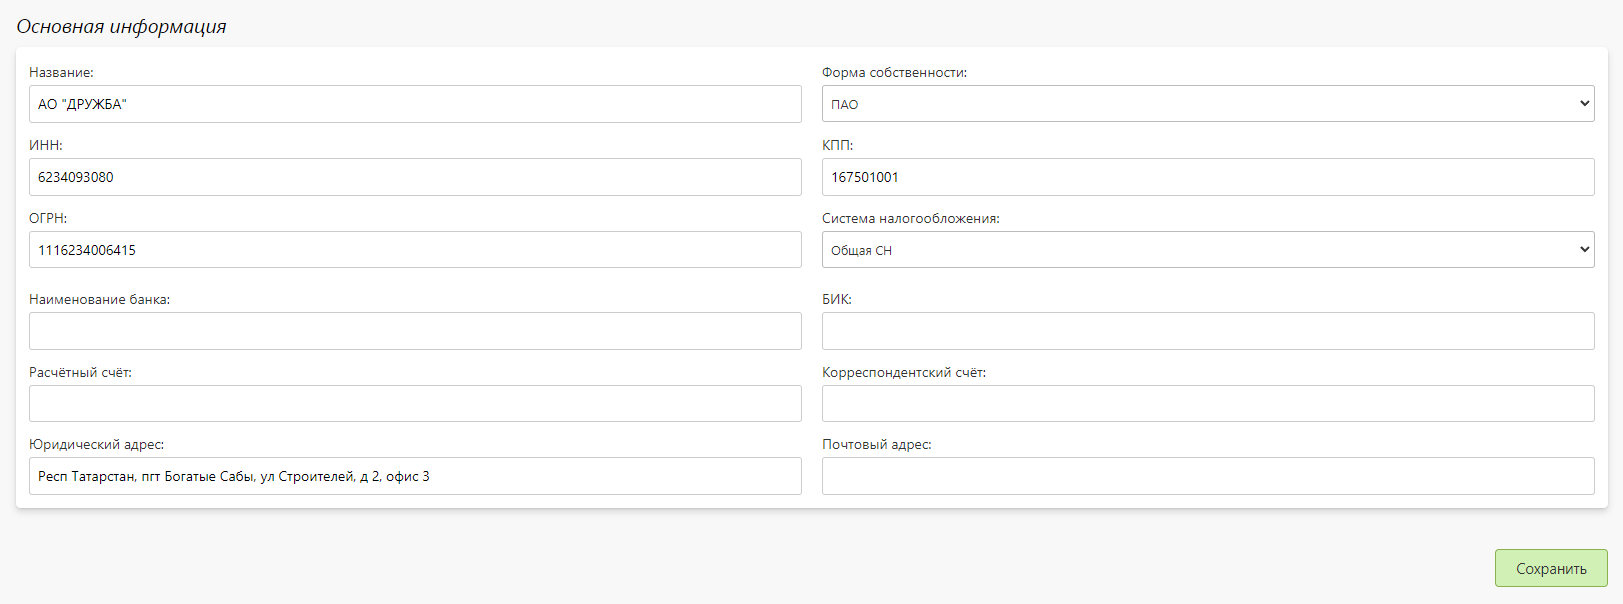 Основная информация
Название:
Форма собственности:
АО "ДРУЖБА"
ПАО
ИНН:
КПП:
6234093080
167501001
ОГРН:
Система налогообложения:
1116234006415
Общая СН
Наименование банка:
БИК:
Расчётный счёт:
Корреспондентский счёт:
Юридический адрес:
Почтовый адрес:
Респ Татарстан, пгт Богатые Сабы, ул Строителей, д 2, офис 3
Сохранить